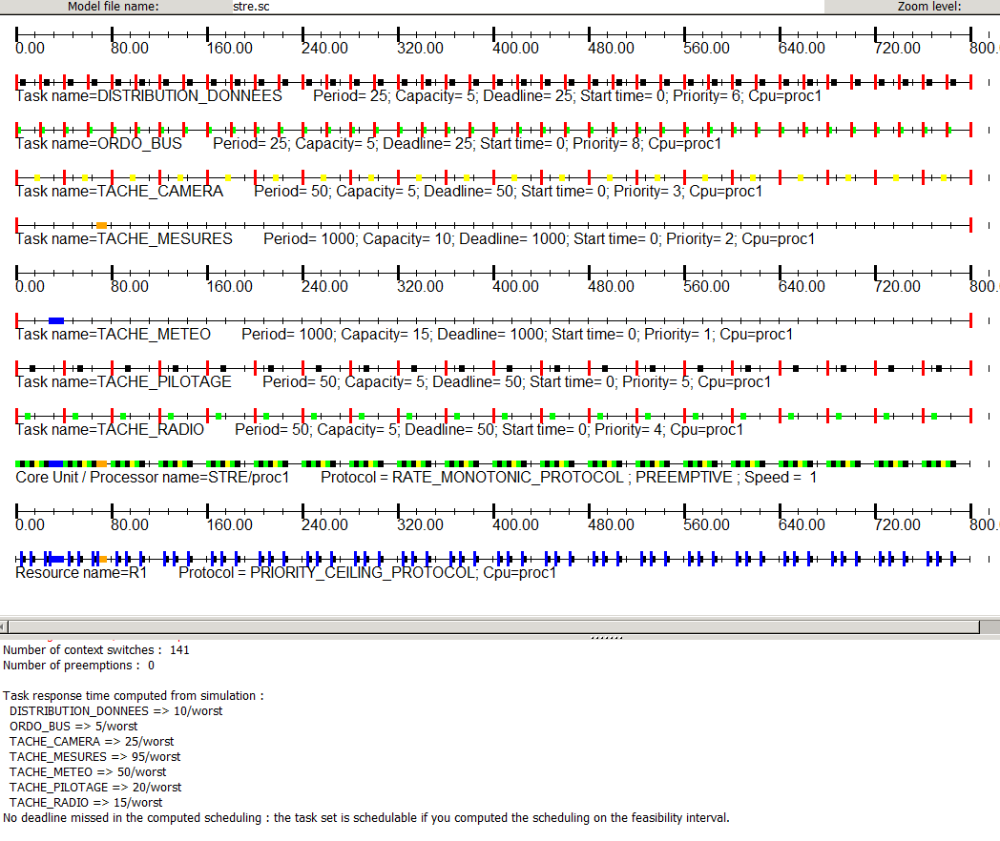 Model file name: stre.sc Zoom level:
0.00 80.00 160.00 240.00 320.00 400.00 480.00 560.00 640.00 720.00 800.
Task name=DISTRIBUTION_DONNEES Period= 25; Capacity= 5; Deadline= 25; Start time= 0; Priority= 6; Cpu=proc1
Task name=ORDO_BUS Period= 25; Capacity= 5; Deadline= 25; Start time= 0; Priority= 8; Cpu=proc1
Task name=TACHE_CAMERA Period= 50; Capacity= 5; Deadline= 50; Start time= 0; Priority= 3; Cpu=proc1
Task name=TACHE_MESURES Period= 1000; Capacity= 10; Deadline= 1000; Start time= 0; Priority= 2; Cpu=proc1
0.00 80.00 160.00 240.00 320.00 400.00 480.00 560.00 640.00 720.00 800.
Task name=TACHE_METEO Period= 1000; Capacity= 15; Deadline= 1000; Start time= 0; Priority= 1; Cpu=proc1
Task name=TACHE_PILOTAGE Period= 50; Capacity= 5; Deadline= 50; Start time= 0; Priority= 5; Cpu=proc1
Task name=TACHE_RADIO Period= 50; Capacity= 5; Deadline= 50; Start time= 0; Priority= 4; Cpu=proc1
Core Unit / Processor name=STRE/proc1 Protocol = RATE_MONOTONIC_PROTOCOL ; PREEMPTIVE ; Speed = 1
0.00 80.00 160.00 240.00 320.00 400.00 480.00 560.00 640.00 720.00 800.
Resource name=R1 Protocol = PRIORITY_CEILING_PROTOCOL; Cpu=proc1
Number of context switches : 141
Number of preemptions : 0
Task response time computed from simulation :
DISTRIBUTION_DONNEES => 10/worst
ORDO_BUS => 5/worst
TACHE_CAMERA => 25/worst
TACHE_MESURES => 95/worst
TACHE_METEO => 50/worst
TACHE_PILOTAGE => 20/worst
TACHE_RADIO => 15/worst
No deadline missed in the computed scheduling : the task set is schedulable if you computed the scheduling on the feasibility interval.